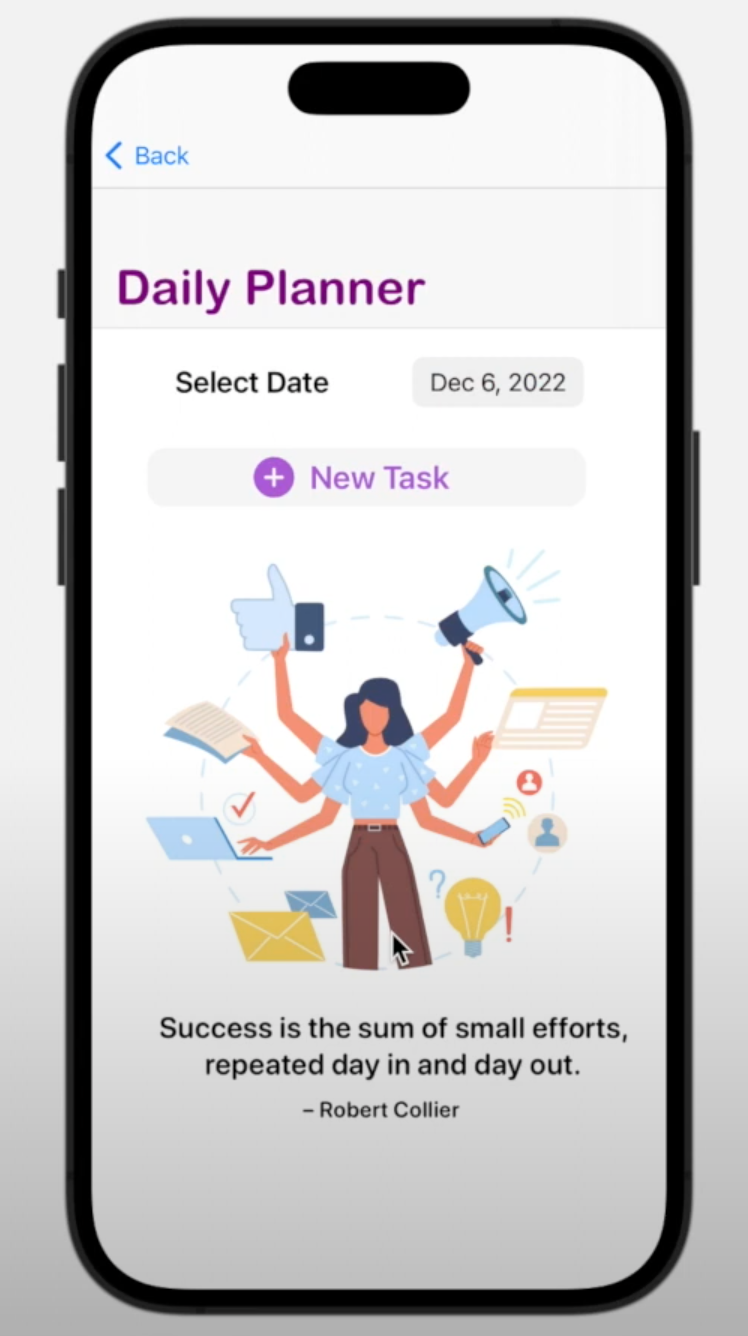 Back
Daily Planner
Select Date
Dec 6, 2022
New Task
?
!
Success is the sum of small efforts,
repeated day in and day out.
– Robert Collier